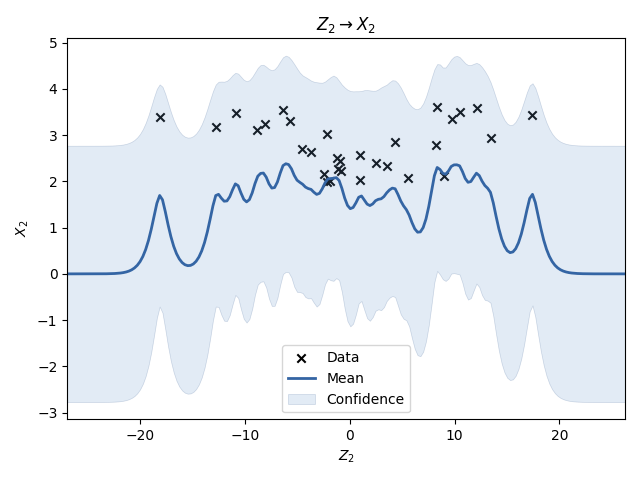 Z₂ → X₂
5
4
3
2
1
0
−1
−2
−3
X₂
−20
−10
0
10
20
Z₂
Data
Mean
Confidence